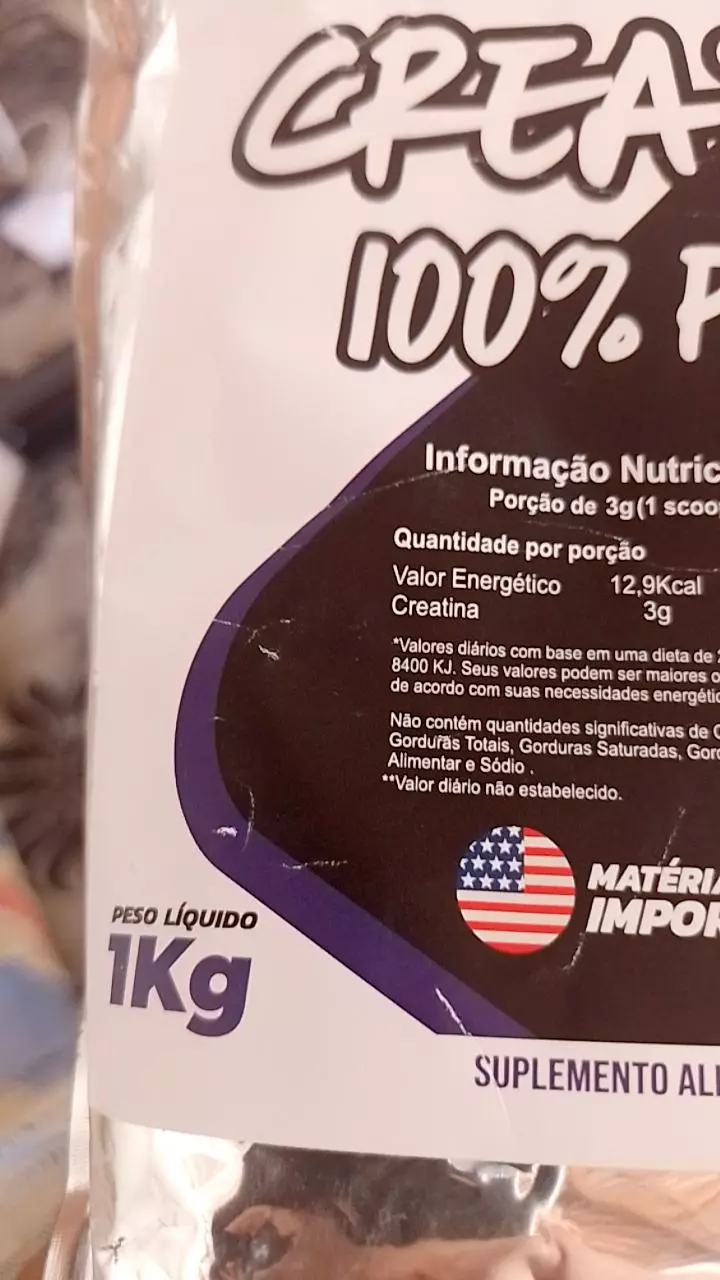 CREA
100% P
Informação Nutric
Porção de 3g(1 scoo
Quantidade por porção
Valor Energético 12,9Kcal
Creatina 3g
*Valores diários com base em uma dieta de 2
8400 KJ. Seus valores podem ser maiores o
de acordo com suas necessidades energétic
Não contém quantidades significativas de C
Gorduras Totais, Gorduras Saturadas, Gord
Alimentar e Sódio .
**Valor diário não estabelecido.
MATÉRIA
IMPOR
PESO LÍQUIDO
1Kg
SUPLEMENTO ALI